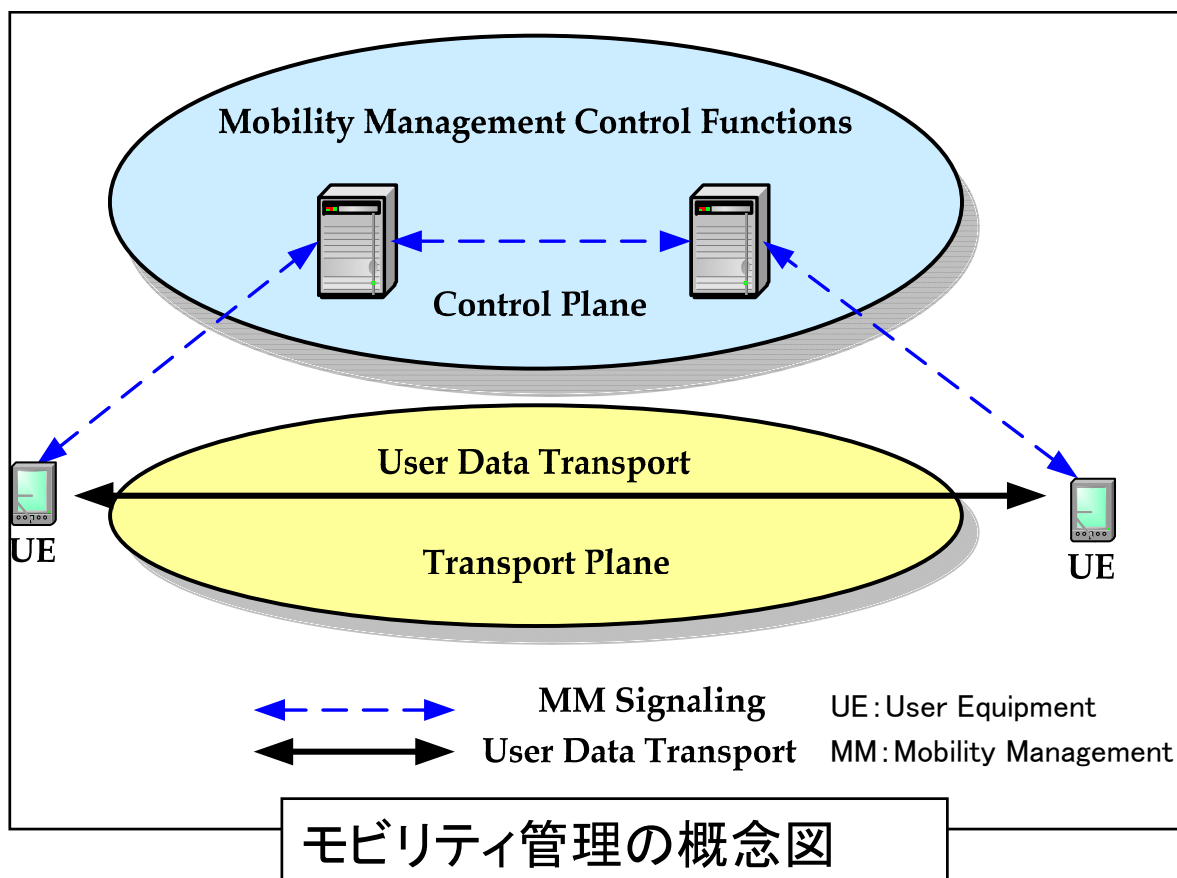 Mobility Management Control Functions
Control Plane
User Data Transport
Transport Plane
UE
UE
MM Signaling
UE：User Equipment
User Data Transport
MM：Mobility Management
モビリティ管理の概念図